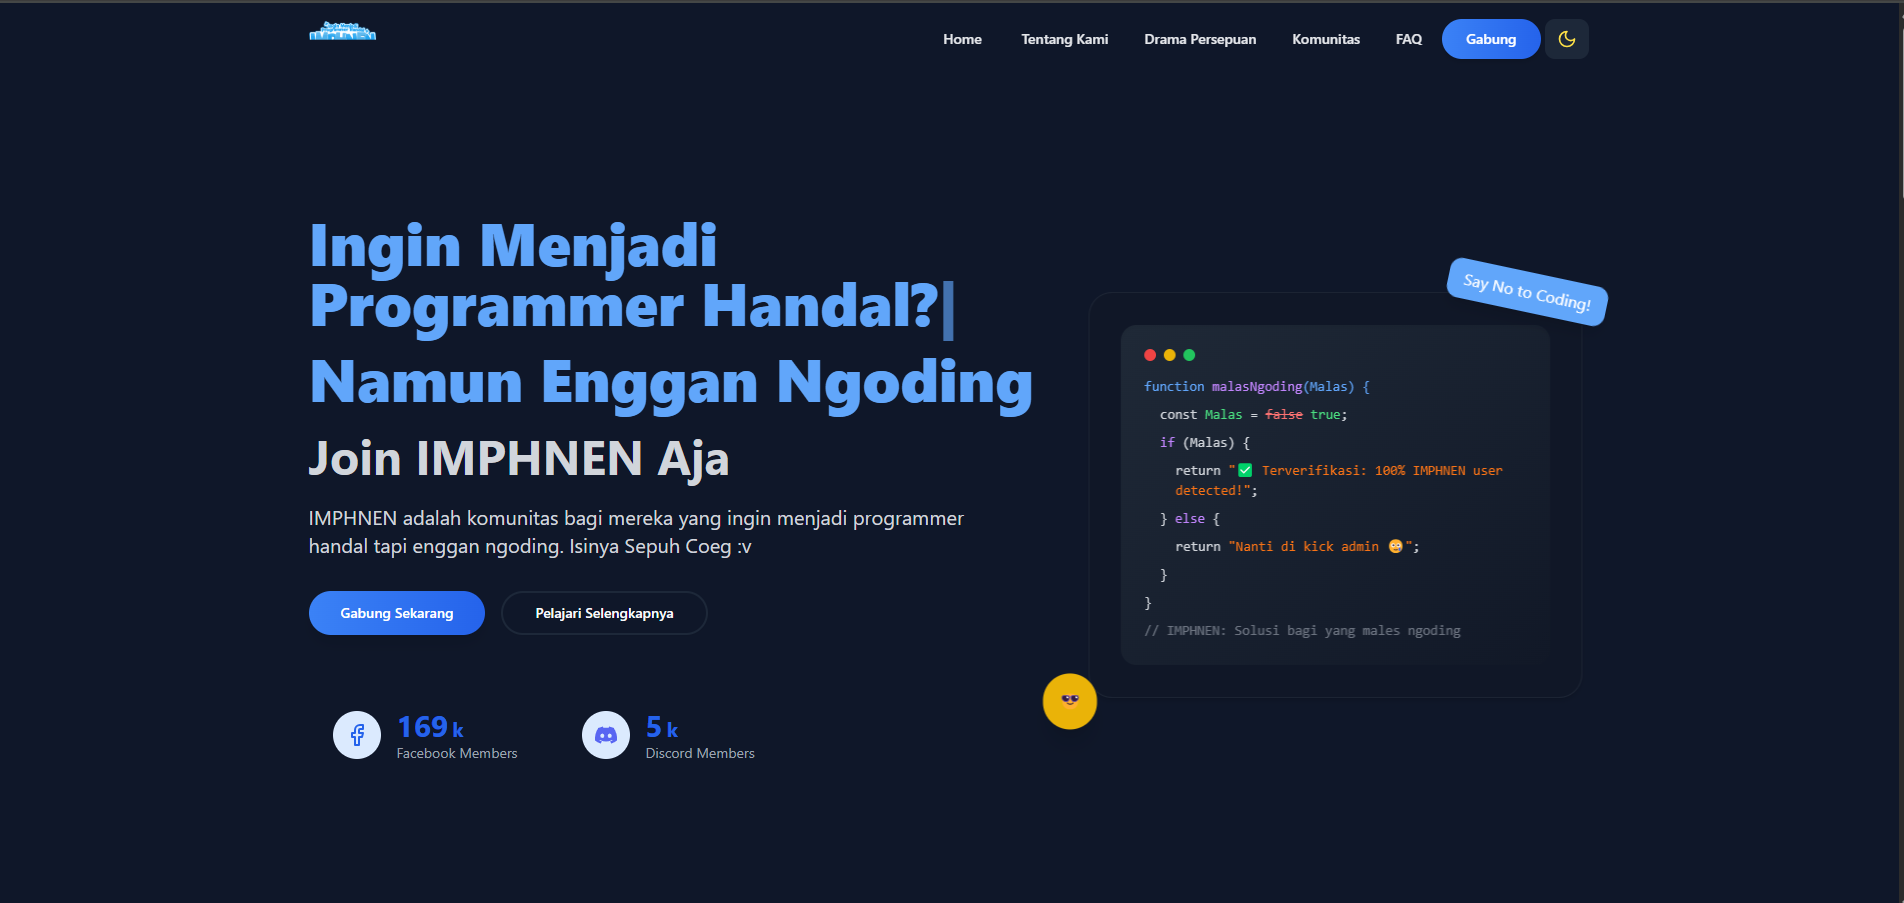 Home Tentang Kami Drama Persepuan Komunitas FAQ Gabung
Ingin Menjadi
Programmer Handal?|
Namun Enggan Ngoding
Join IMPHNEN Aja
IMPHNEN adalah komunitas bagi mereka yang ingin menjadi programmer
handal tapi enggan ngoding. Isinya Sepuh Coeg :v
Gabung Sekarang
Pelajari Selengkapnya
169 k
Facebook Members
5 k
Discord Members
Say No to Coding!
function malasNgoding(Malas) {
const Malas = false true;
if (Malas) {
return "✅ Terverifikasi: 100% IMPHNEN user
detected!";
} else {
return "Nanti di kick admin 😳";
}
}
// IMPHNEN: Solusi bagi yang males ngoding